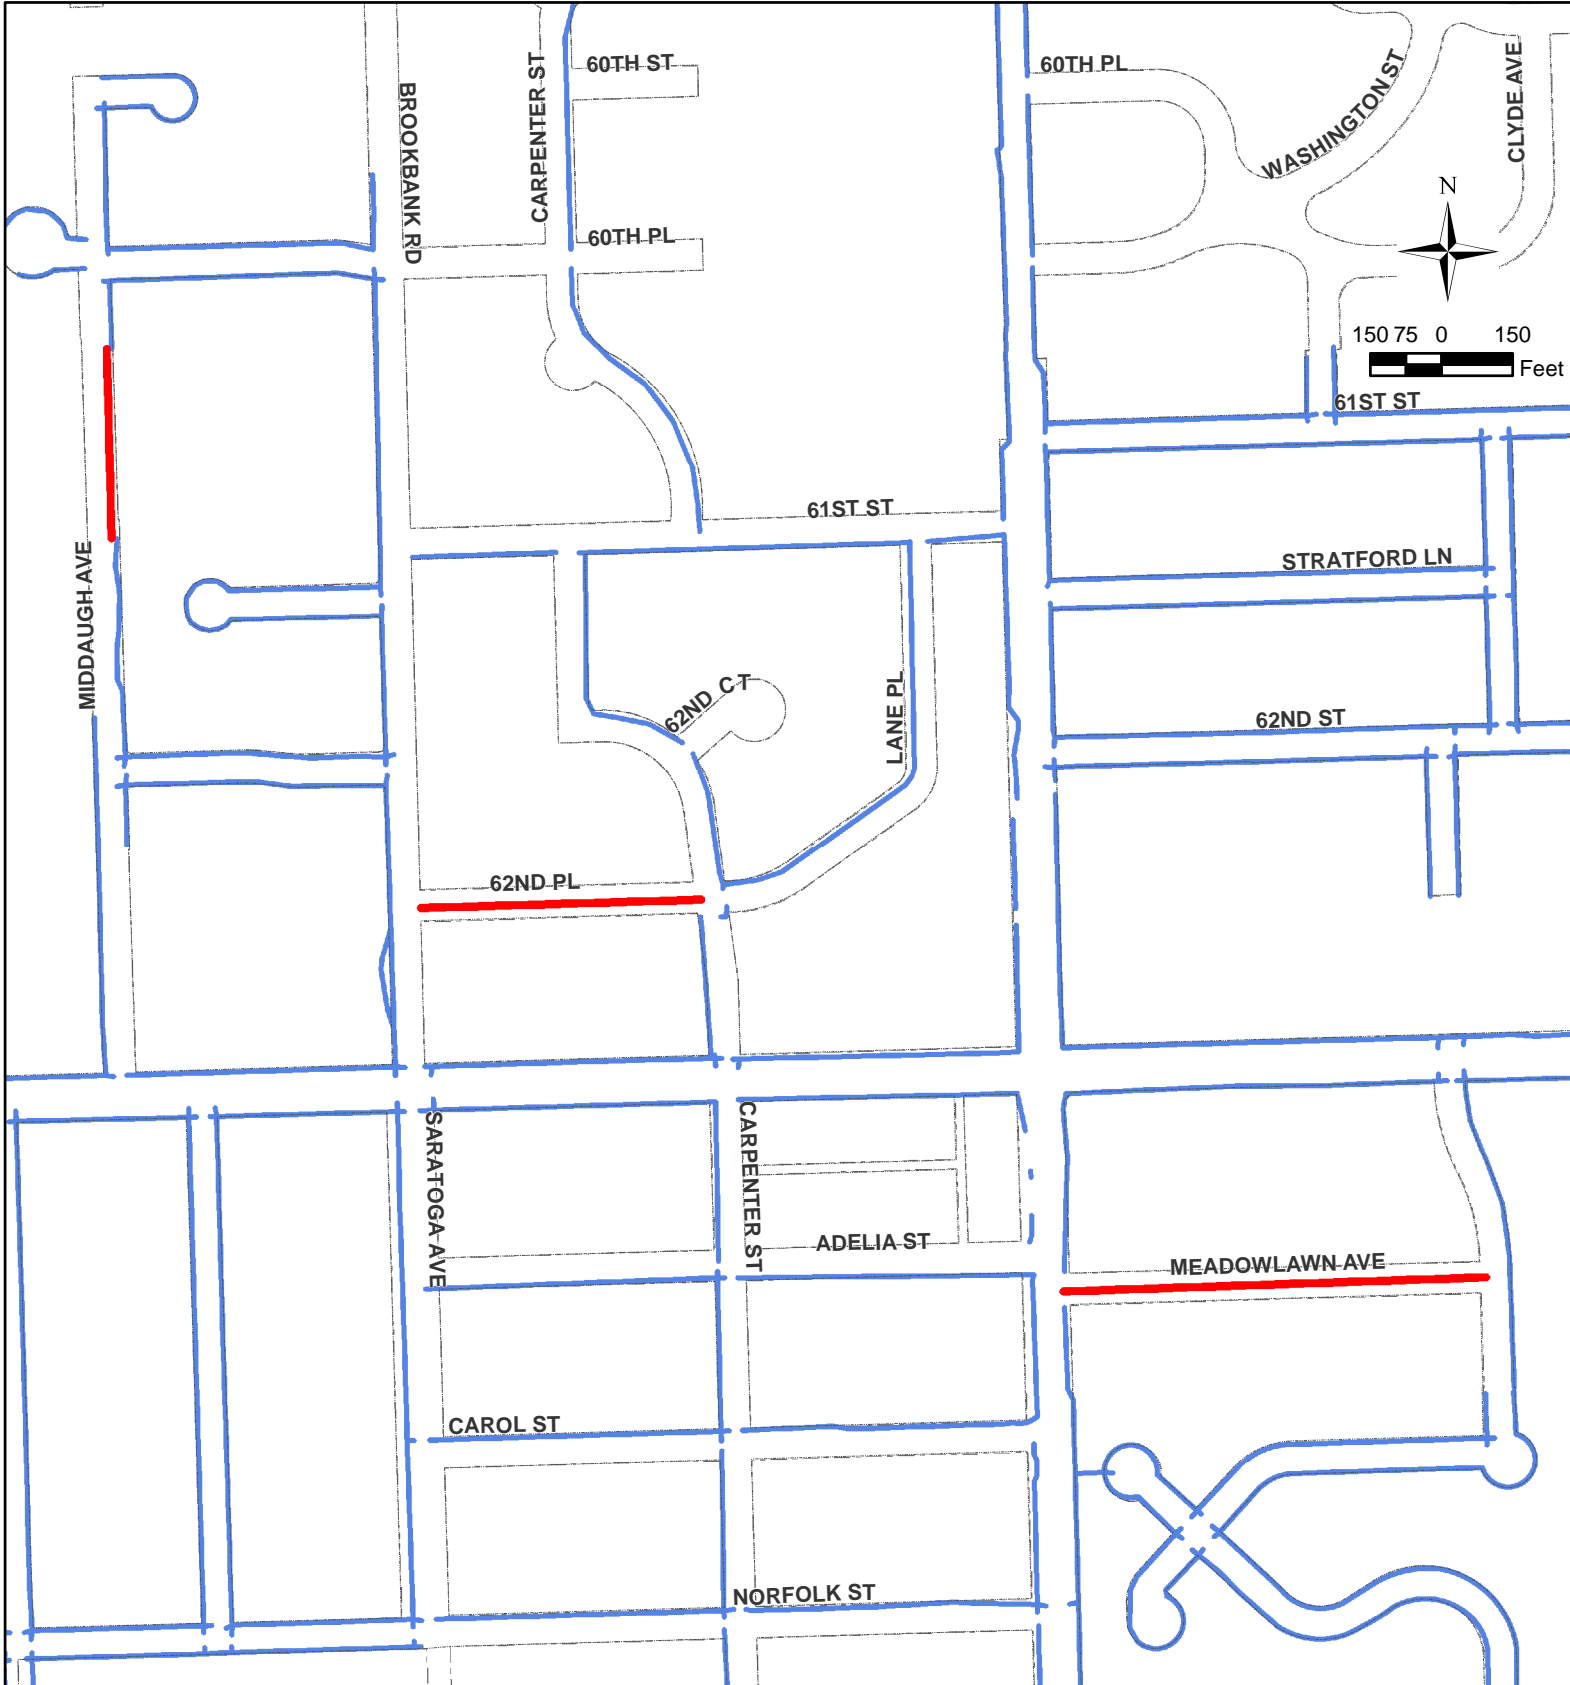 60TH ST
60TH PL
BROOKBANK RD
CARPENTER ST
WASHINGTON ST
CLYDE AVE
N
60TH PL
150 75 0 150
Feet
61ST ST
61ST ST
STRATFORD LN
MIDDAUGH AVE
62ND CT
LANE PL
62ND ST
62ND PL
SARATOGA AVE
CARPENTER ST
ADELIA ST
MEADOWLAWN AVE
CAROL ST
NORFOLK ST